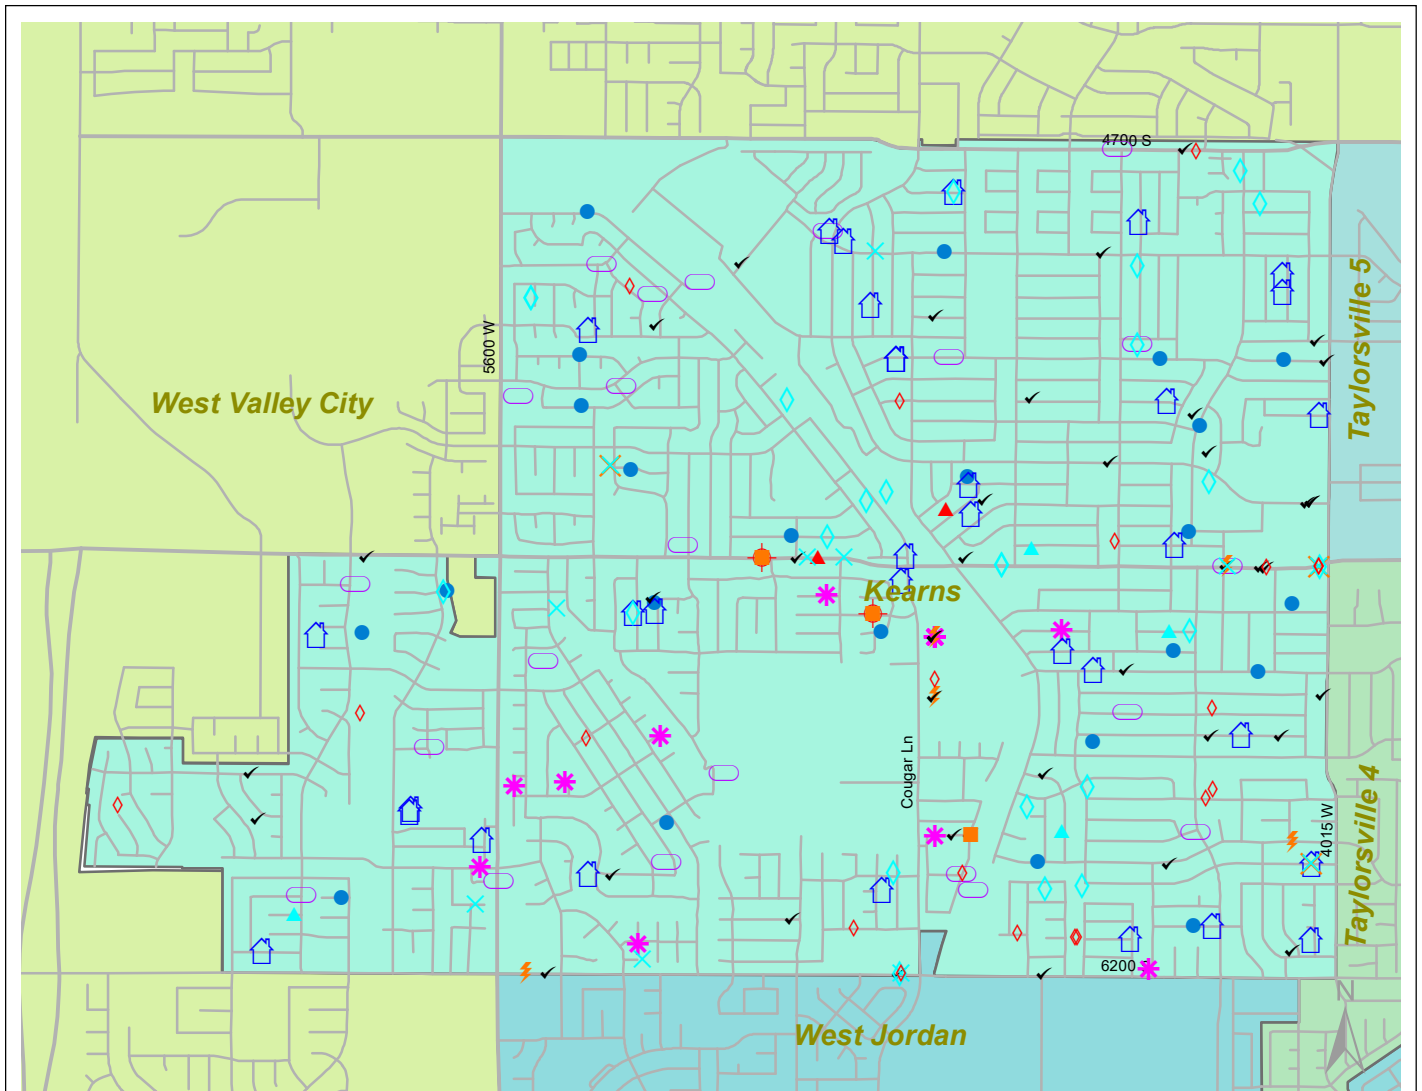 4700 S
Taylorsville 5
5600 W
West Valley City
Kearns
Cougar Ln
Taylorsville 4
4015 W
6200
West Jordan
N